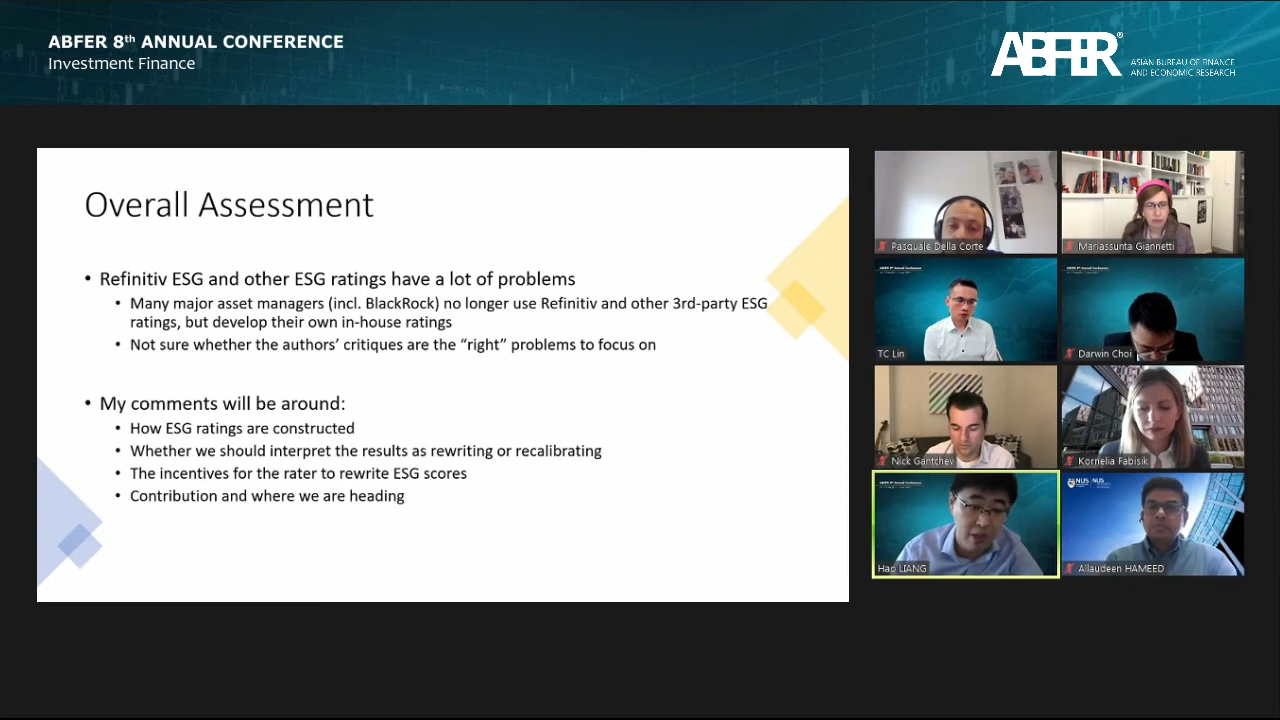 ABFER 8th ANNUAL CONFERENCE
Investment Finance
ABFER®
ASIAN BUREAU OF FINANCE
AND ECONOMIC RESEARCH
Overall Assessment
• Refinitiv ESG and other ESG ratings have a lot of problems
• Many major asset managers (incl. BlackRock) no longer use Refinitiv and other 3rd-party ESG
ratings, but develop their own in-house ratings
• Not sure whether the authors’ critiques are the “right” problems to focus on
• My comments will be around:
• How ESG ratings are constructed
• Whether we should interpret the results as rewriting or recalibrating
• The incentives for the rater to rewrite ESG scores
• Contribution and where we are heading
Pasquale Della Corte
Mariassunta Giannetti
TC Lin
Darwin Choi
Nick Gantchev
Kornelia Fabisik
Hao LIANG
NUS
NUS
Allaudeen HAMEED